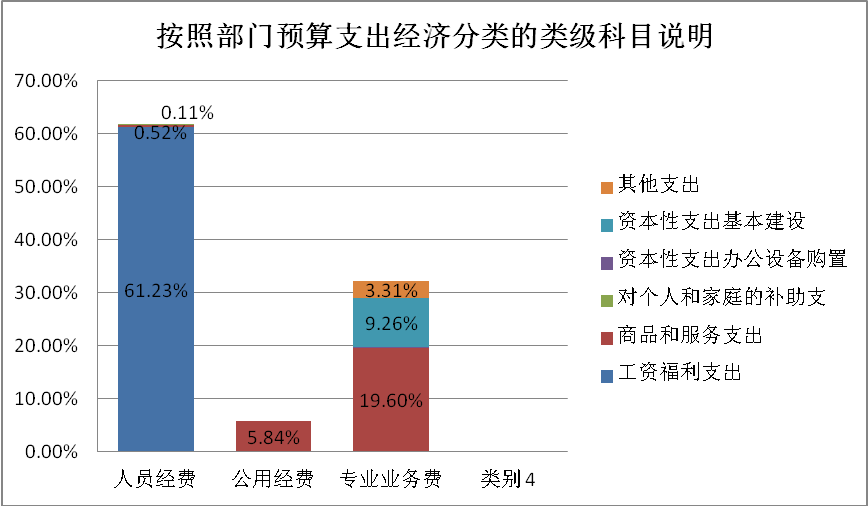 按照部门预算支出经济分类的类级科目说明
70.00%
60.00%
50.00%
40.00%
30.00%
20.00%
10.00%
0.00%
0.11%
0.52%
61.23%
5.84%
3.31%
9.26%
19.60%
人员经费
公用经费
专业业务费
类别 4
其他支出
资本性支出基本建设
资本性支出办公设备购置
对个人和家庭的补助支
商品和服务支出
工资福利支出